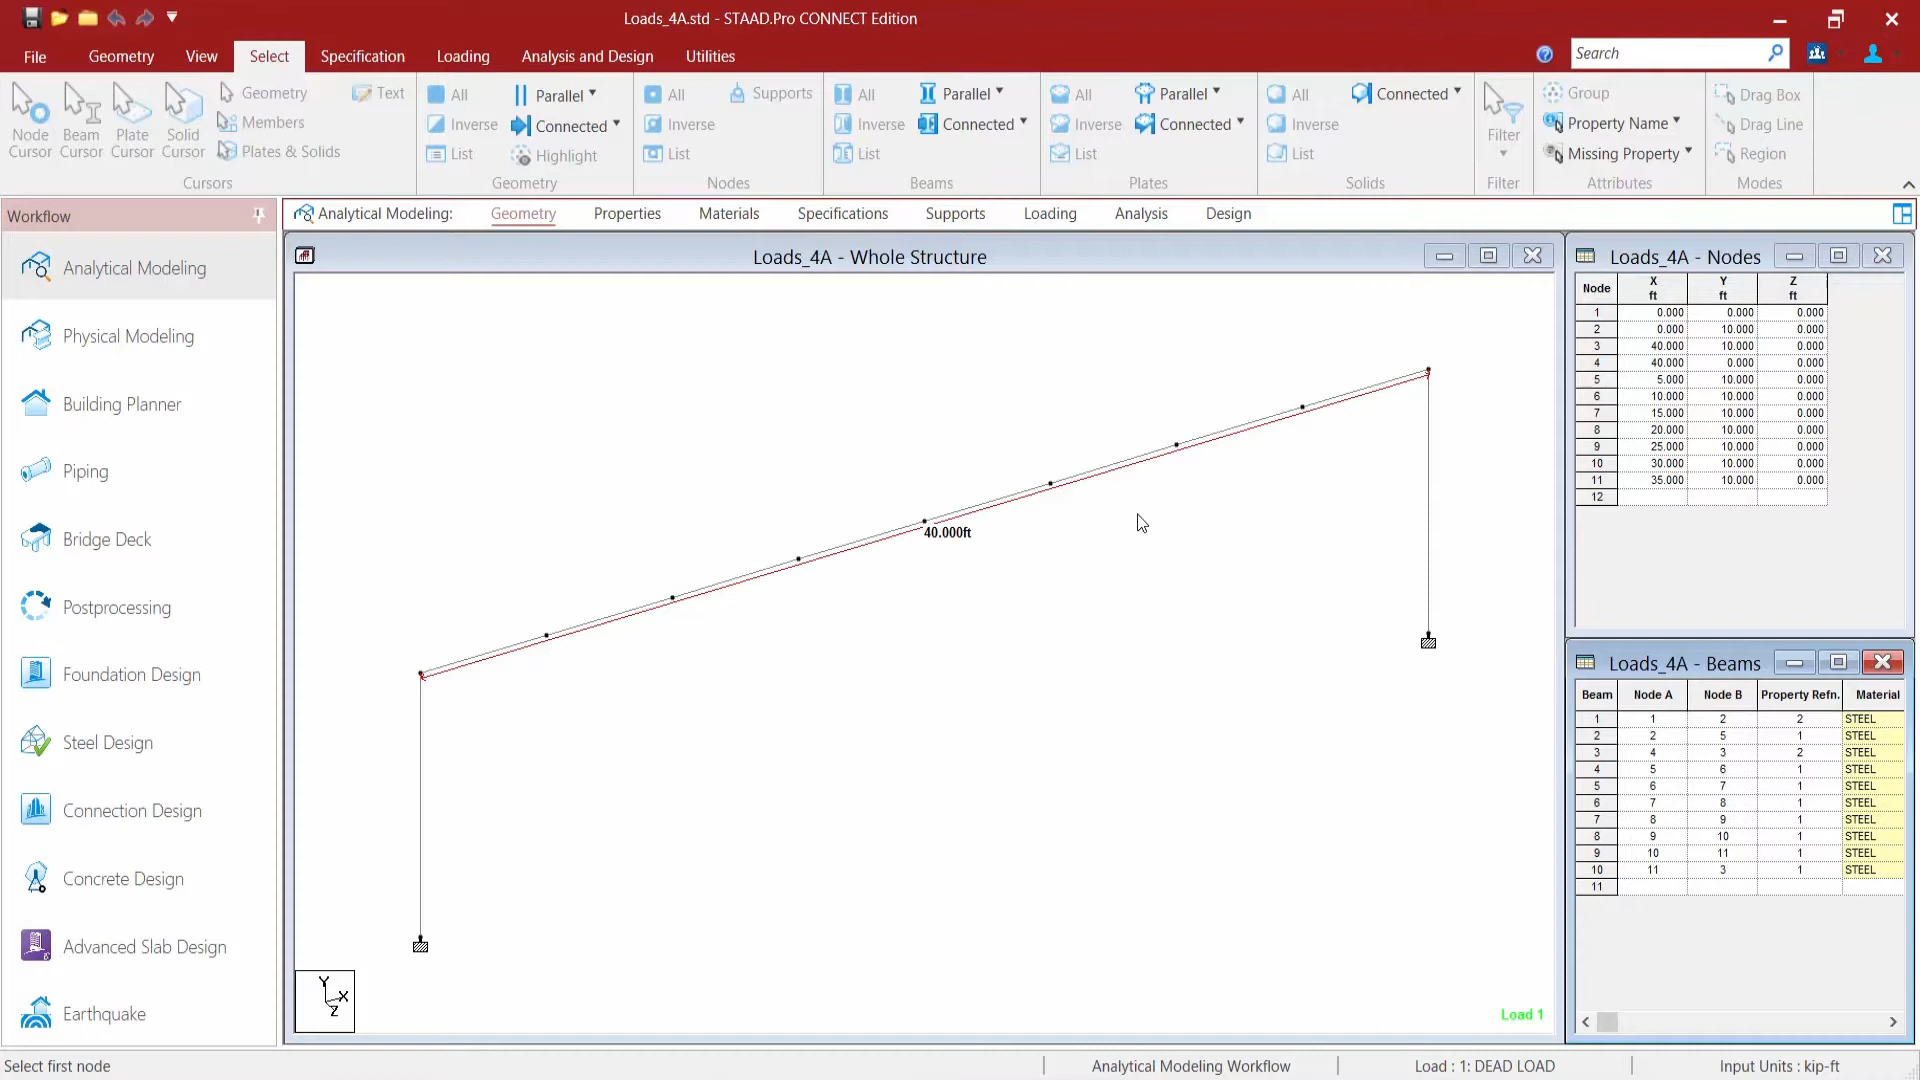 Loads_4A.std - STAAD.Pro CONNECT Edition
File Geometry View Select Specification Loading Analysis and Design Utilities Search
Node Cursor Beam Cursor Plate Cursor Solid Cursor
Geometry Text
Members
Plates & Solids
Cursors
All Parallel
Inverse Connected
List Highlight
Geometry
All Supports
Inverse
List
Nodes
All Parallel
Inverse Connected
List
Beams
All Parallel
Inverse Connected
List
Plates
All Connected
Inverse
List
Solids
Filter
Filter
Group
Property Name
Missing Property
Attributes
Drag Box
Drag Line
Region
Modes
Workflow
Analytical Modeling
Physical Modeling
Building Planner
Piping
Bridge Deck
Postprocessing
Foundation Design
Steel Design
Connection Design
Concrete Design
Advanced Slab Design
Earthquake
Analytical Modeling: Geometry Properties Materials Specifications Supports Loading Analysis Design
Loads_4A - Whole Structure
40.000ft
Y
X
Z
Load 1
Loads_4A - Nodes
Node X ft Y ft Z ft
1 0.000 0.000 0.000
2 0.000 10.000 0.000
3 40.000 10.000 0.000
4 40.000 0.000 0.000
5 5.000 10.000 0.000
6 10.000 10.000 0.000
7 15.000 10.000 0.000
8 20.000 10.000 0.000
9 25.000 10.000 0.000
10 30.000 10.000 0.000
11 35.000 10.000 0.000
12
Loads_4A - Beams
Beam Node A Node B Property Refn. Material
1 1 2 2 STEEL
2 2 5 1 STEEL
3 4 3 2 STEEL
4 5 6 1 STEEL
5 6 7 1 STEEL
6 7 8 1 STEEL
7 8 9 1 STEEL
8 9 10 1 STEEL
9 10 11 1 STEEL
10 11 3 1 STEEL
11
Select first node Analytical Modeling Workflow Load : 1: DEAD LOAD Input Units : kip-ft